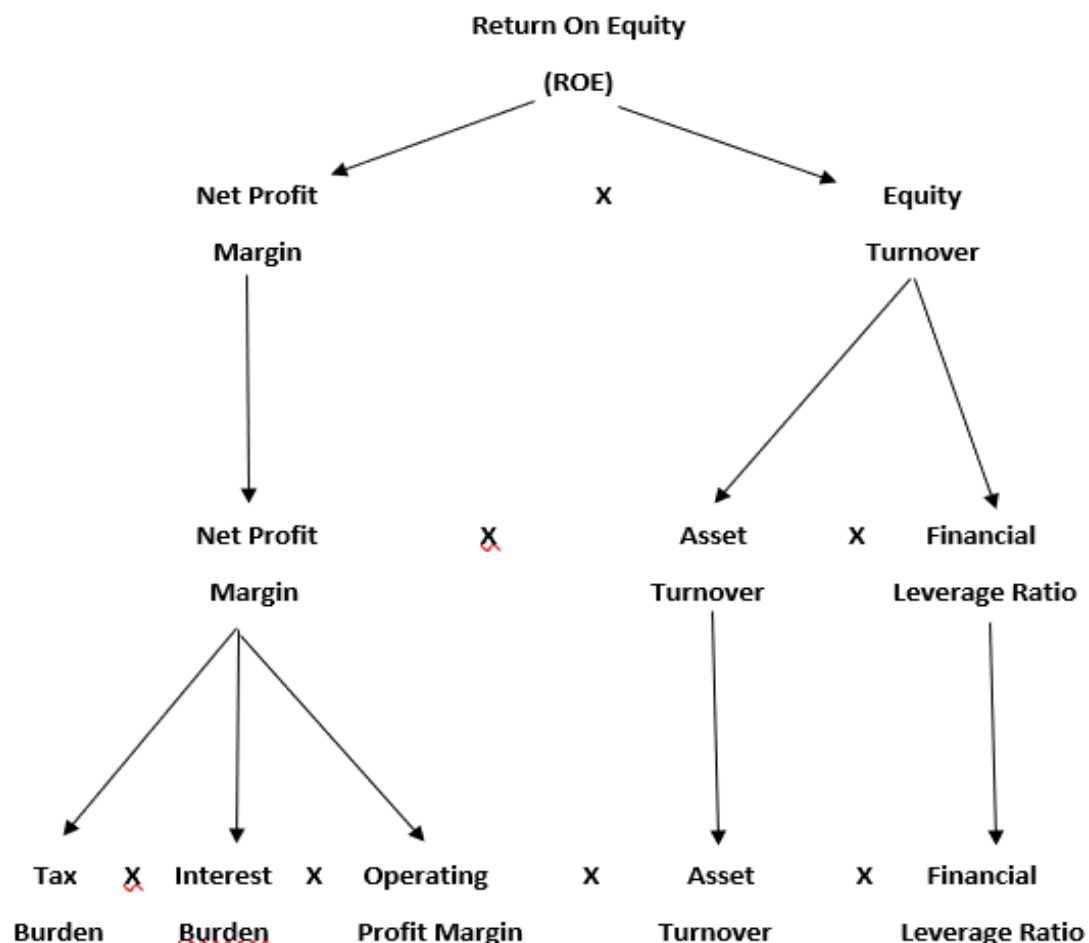 Return On Equity
(ROE)
Net Profit X Equity
Margin Turnover
Net Profit X Asset X Financial
Margin Turnover Leverage Ratio
Tax X Interest X Operating X Asset X Financial
Burden Burden Profit Margin Turnover Leverage Ratio